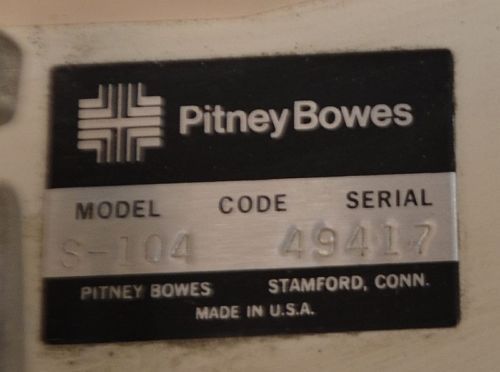 Pitney Bowes
MODEL CODE SERIAL
S-104 49417
PITNEY BOWES STAMFORD, CONN.
MADE IN U.S.A.